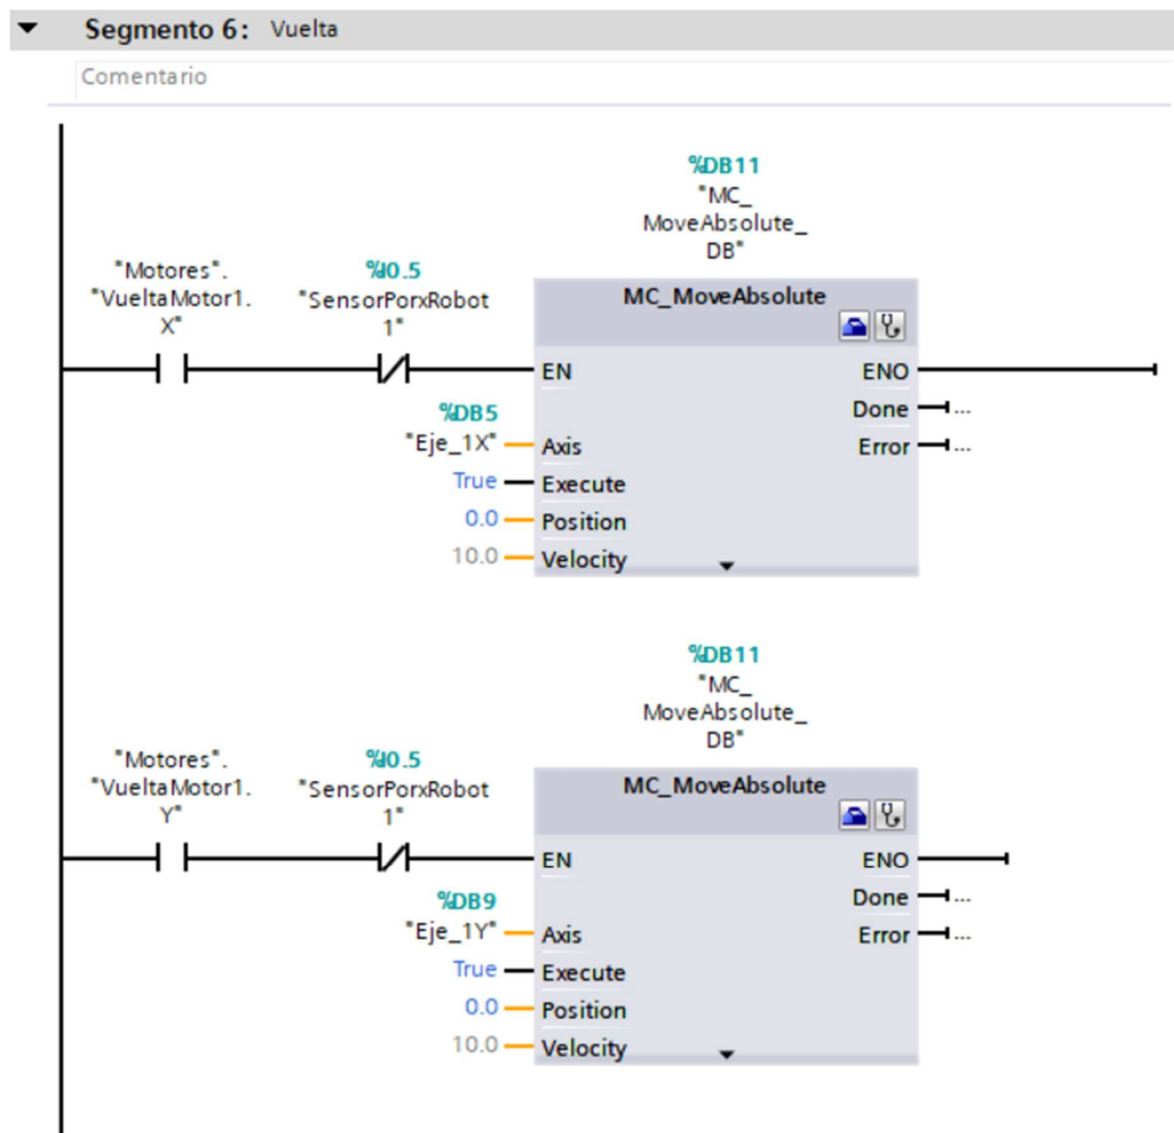 Segmento 6: Vuelta
Comentario
%DB11
"MC_
MoveAbsolute_
DB"
"Motores".
"VueltaMotor1.
X"
%I0.5
"SensorPorxRobot
1"
MC_MoveAbsolute
EN
ENO
Done
...
%DB5
"Eje_1X"
Axis
Error
...
True
Execute
0.0
Position
10.0
Velocity
%DB11
"MC_
MoveAbsolute_
DB"
"Motores".
"VueltaMotor1.
Y"
%I0.5
"SensorPorxRobot
1"
MC_MoveAbsolute
EN
ENO
Done
...
%DB9
"Eje_1Y"
Axis
Error
...
True
Execute
0.0
Position
10.0
Velocity